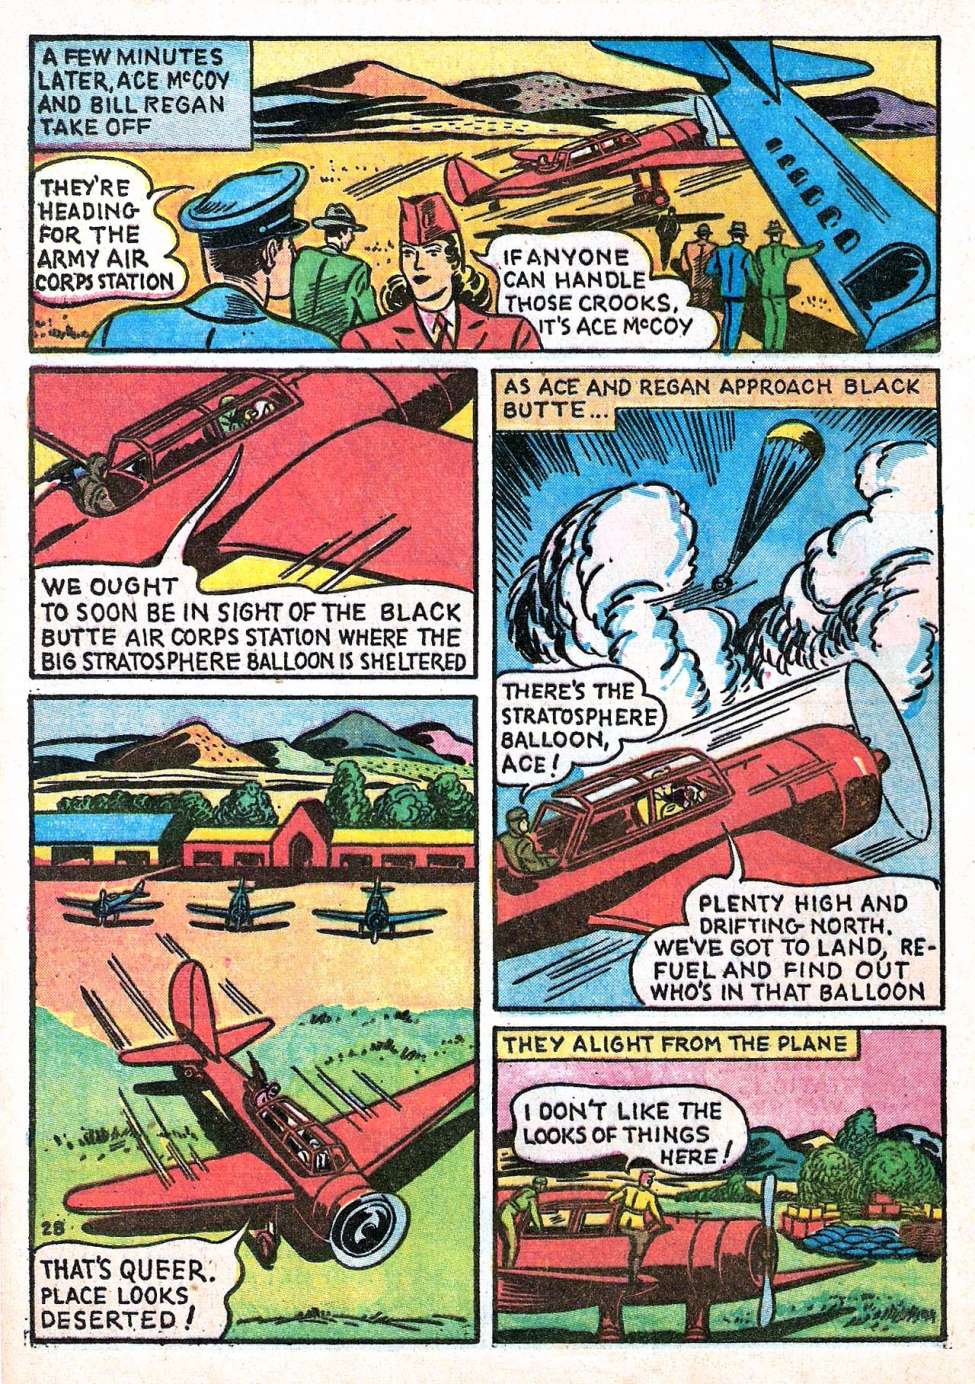 A FEW MINUTES
LATER, ACE McCOY
AND BILL REGAN
TAKE OFF
THEY'RE
HEADING
FOR THE
ARMY AIR
CORPS STATION
IF ANYONE
CAN HANDLE
THOSE CROOKS,
IT'S ACE McCOY
WE OUGHT
TO SOON BE IN SIGHT OF THE BLACK
BUTTE AIR CORPS STATION WHERE THE
BIG STRATOSPHERE BALLOON IS SHELTERED
AS ACE AND REGAN APPROACH BLACK
BUTTE...
THERE'S THE
STRATOSPHERE
BALLOON,
ACE!
PLENTY HIGH AND
DRIFTING NORTH.
WE'VE GOT TO LAND, RE-
FUEL AND FIND OUT
WHO'S IN THAT BALLOON
28
THAT'S QUEER.
PLACE LOOKS
DESERTED!
THEY ALIGHT FROM THE PLANE
I DON'T LIKE THE
LOOKS OF THINGS
HERE!